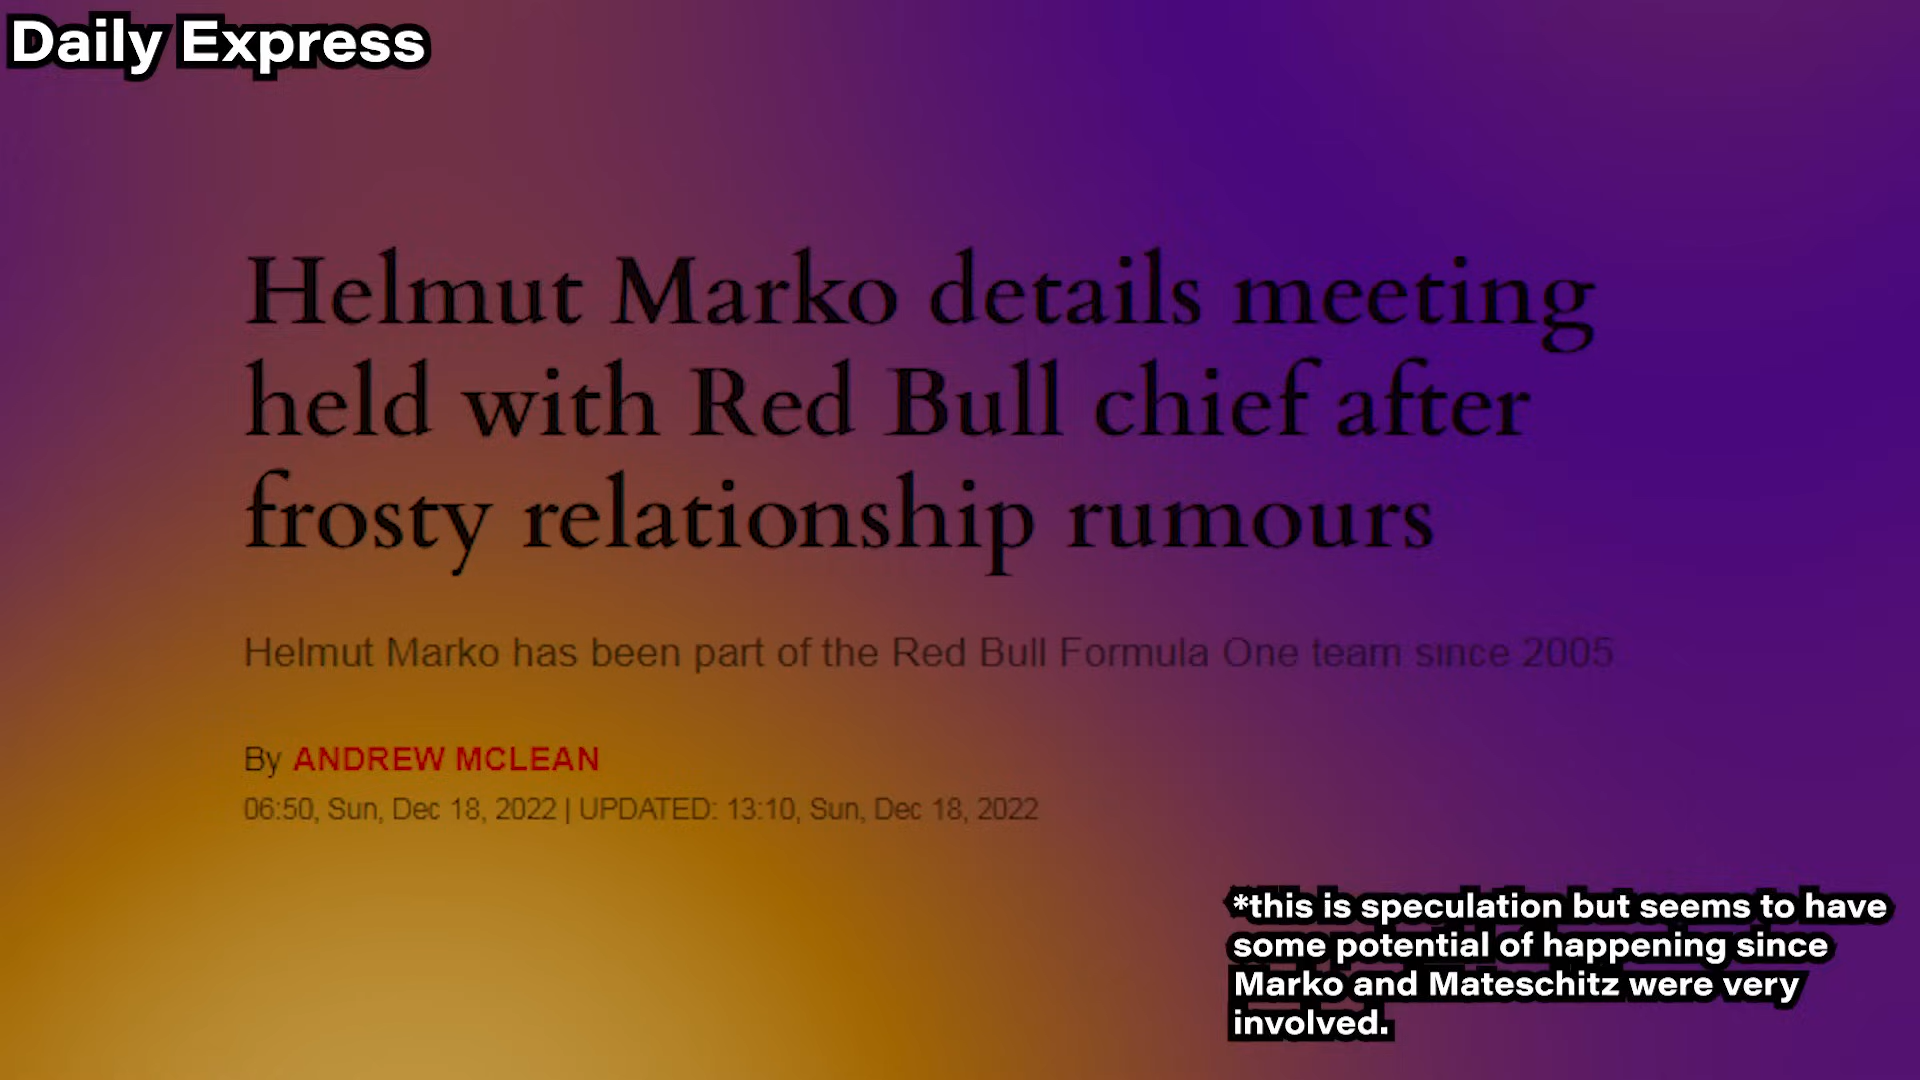 Daily Express
Helmut Marko details meeting
held with Red Bull chief after
frosty relationship rumours
Helmut Marko has been part of the Red Bull Formula One team since 2005
By ANDREW MCLEAN
06:50, Sun, Dec 18, 2022 | UPDATED: 13:10, Sun, Dec 18, 2022
*this is speculation but seems to have
some potential of happening since
Marko and Mateschitz were very
involved.